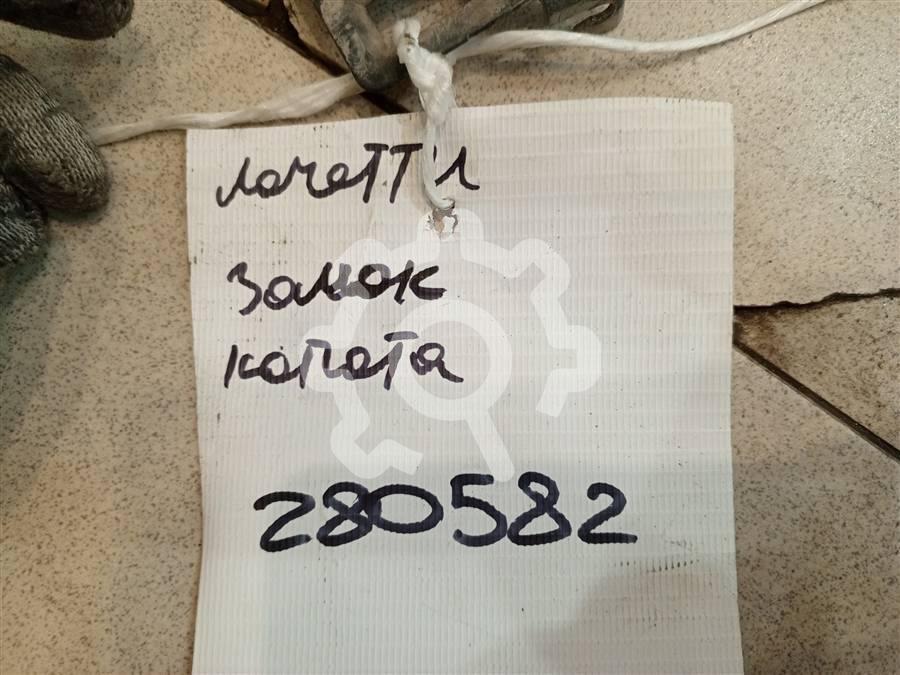 лачетти
замок
капота
280582